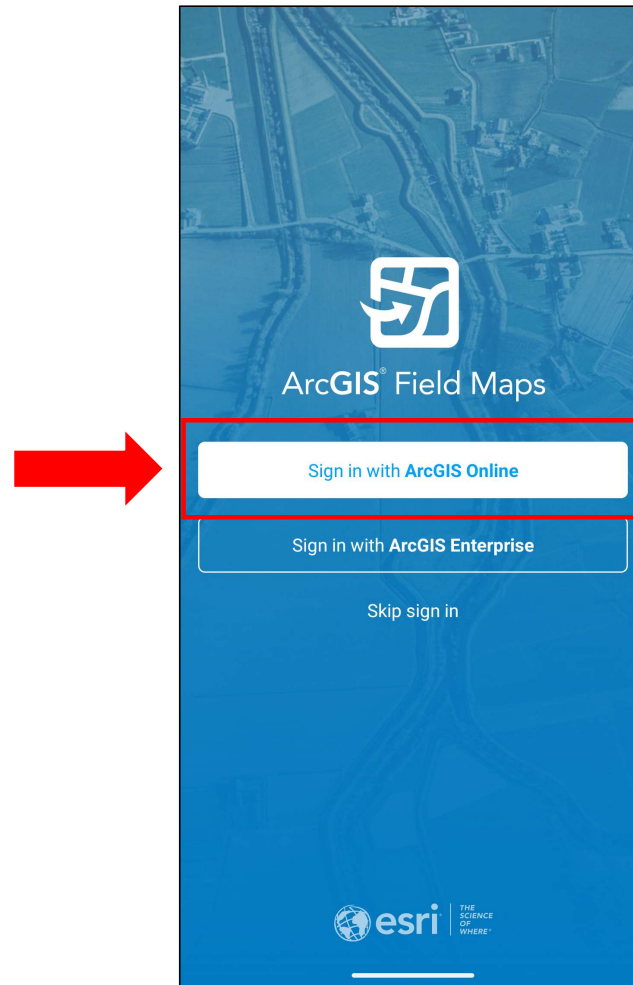 ArcGIS® Field Maps
Sign in with ArcGIS Online
Sign in with ArcGIS Enterprise
Skip sign in
esri
THE
SCIENCE
OF
WHERE®